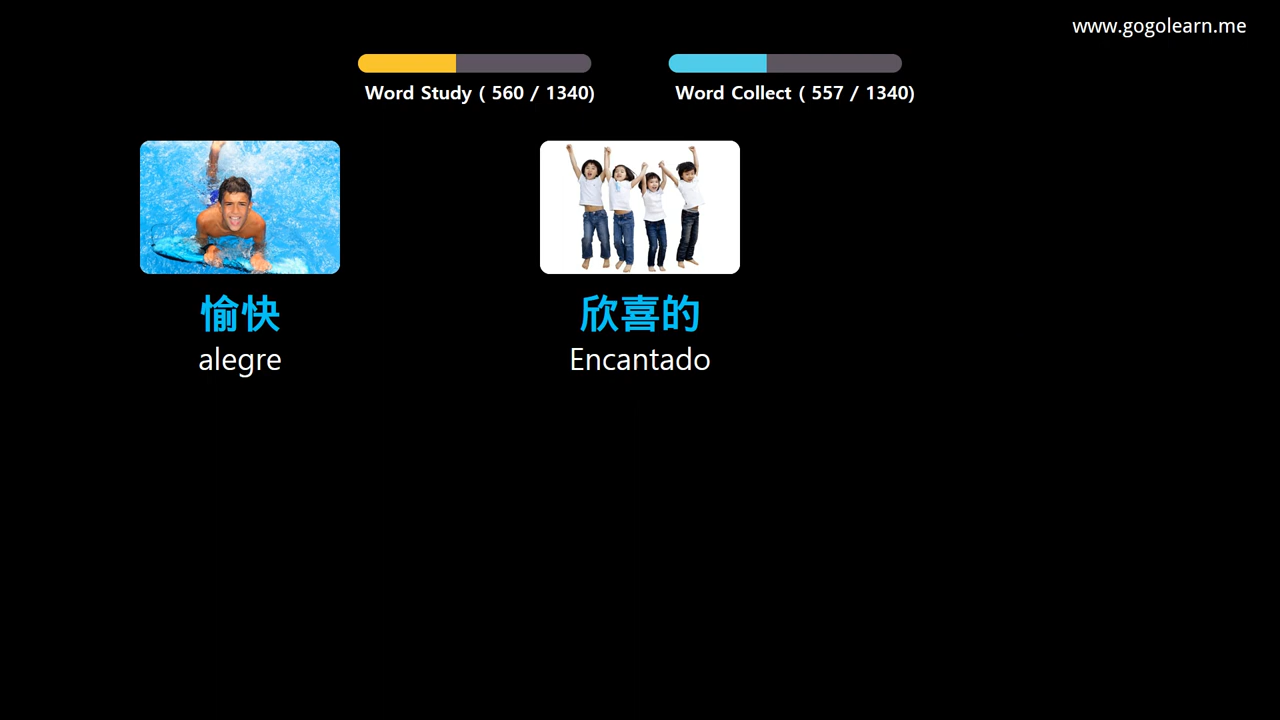 www.gogolearn.me
Word Study ( 560 / 1340)
Word Collect ( 557 / 1340)
愉快
alegre
欣喜的
Encantado